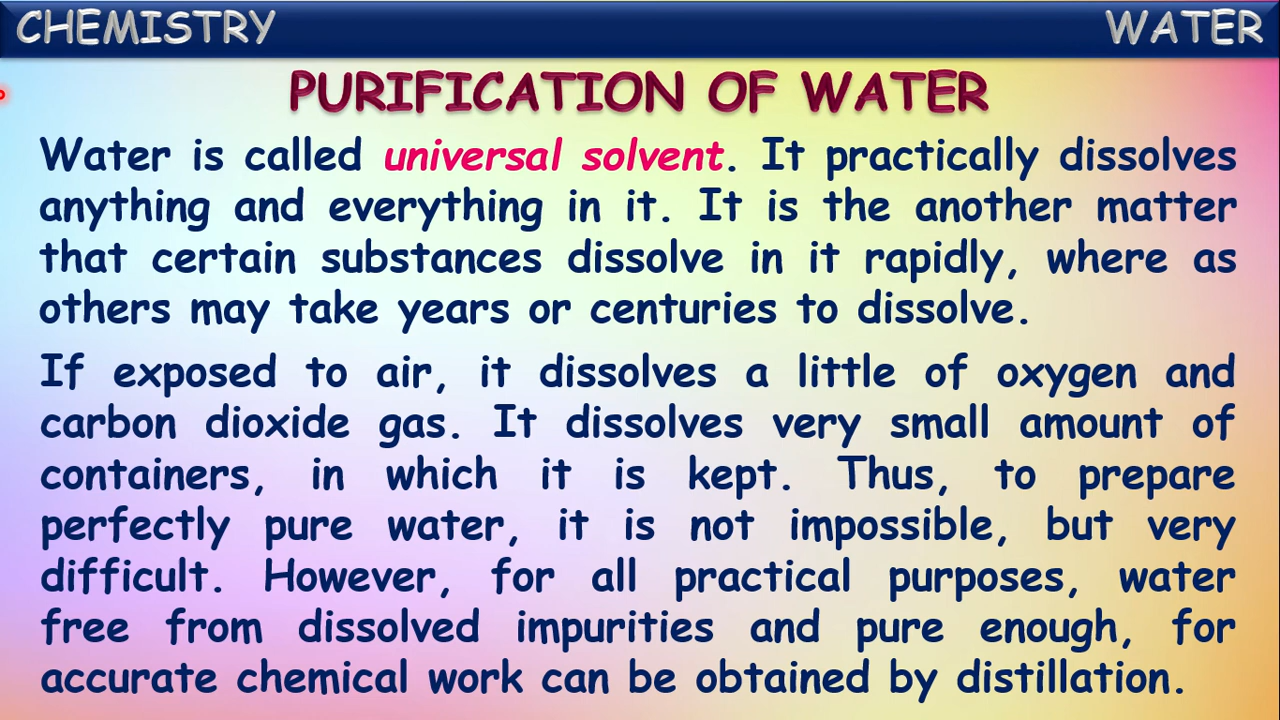 CHEMISTRY WATER
PURIFICATION OF WATER
Water is called universal solvent. It practically dissolves
anything and everything in it. It is the another matter
that certain substances dissolve in it rapidly, where as
others may take years or centuries to dissolve.
If exposed to air, it dissolves a little of oxygen and
carbon dioxide gas. It dissolves very small amount of
containers, in which it is kept. Thus, to prepare
perfectly pure water, it is not impossible, but very
difficult. However, for all practical purposes, water
free from dissolved impurities and pure enough, for
accurate chemical work can be obtained by distillation.